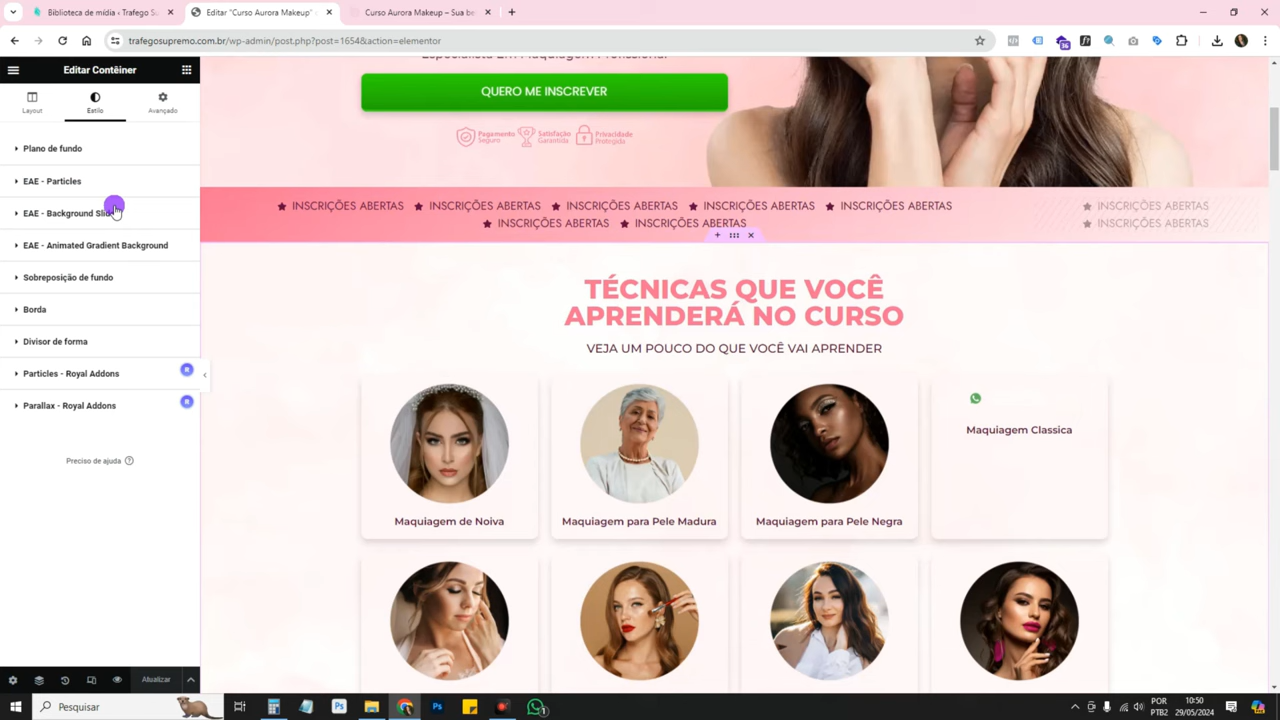 Biblioteca de mídia ‹ Trafego Su
Editar "Curso Aurora Makeup"
Curso Aurora Makeup – Sua be
trafegosupremo.com.br/wp-admin/post.php?post=1654&action=elementor
36
Editar Contêiner
Layout
Estilo
Avançado
Plano de fundo
EAE - Particles
EAE - Background Slid
EAE - Animated Gradient Background
Sobreposição de fundo
Borda
Divisor de forma
Particles - Royal Addons
Parallax - Royal Addons
Preciso de ajuda
Atualizar
Especialista Em Maquiagem Profissional
QUERO ME INSCREVER
Pagamento Seguro
Satisfação Garantida
Privacidade Protegida
INSCRIÇÕES ABERTAS INSCRIÇÕES ABERTAS INSCRIÇÕES ABERTAS INSCRIÇÕES ABERTAS INSCRIÇÕES ABERTAS INSCRIÇÕES ABERTAS
INSCRIÇÕES ABERTAS INSCRIÇÕES ABERTAS INSCRIÇÕES ABERTAS
TÉCNICAS QUE VOCÊ
APRENDERÁ NO CURSO
VEJA UM POUCO DO QUE VOCÊ VAI APRENDER
Maquiagem de Noiva
Maquiagem para Pele Madura
Maquiagem para Pele Negra
Maquiagem Classica
Pesquisar
POR
PTB2
10:50
29/05/2024